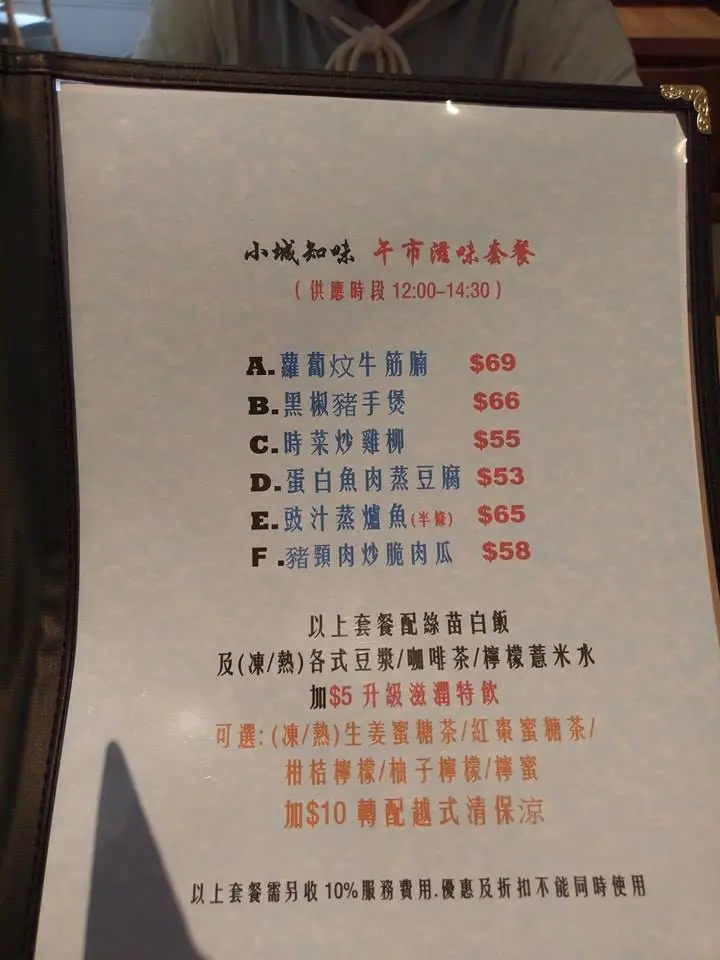 小城知味 午市滋味套餐
(供應時段 12:00-14:30)
A.蘿蔔炆牛筋腩 $69
B.黑椒豬手煲 $66
C.時菜炒雞柳 $55
D.蛋白魚肉蒸豆腐 $53
E.豉汁蒸爐魚(半條) $65
F.豬頸肉炒脆肉瓜 $58
以上套餐配絲苗白飯
及(凍/熱)各式豆漿/咖啡茶/檸檬薏米水
加$5 升級滋潤特飲
可選:(凍/熱)生姜蜜糖茶/紅棗蜜糖茶/
柑桔檸檬/柚子檸檬/檸蜜
加$10 轉配越式清保涼
以上套餐需另收10%服務費用.優惠及折扣不能同時使用